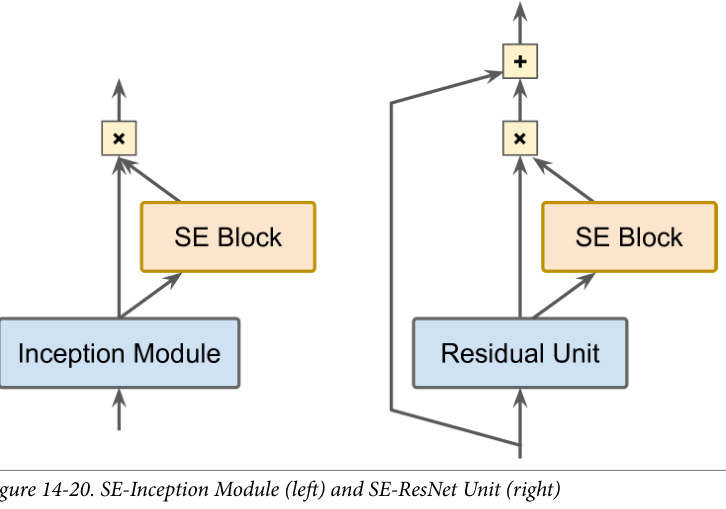 +
×
×
SE Block
SE Block
Inception Module
Residual Unit
gure 14-20. SE-Inception Module (left) and SE-ResNet Unit (right)